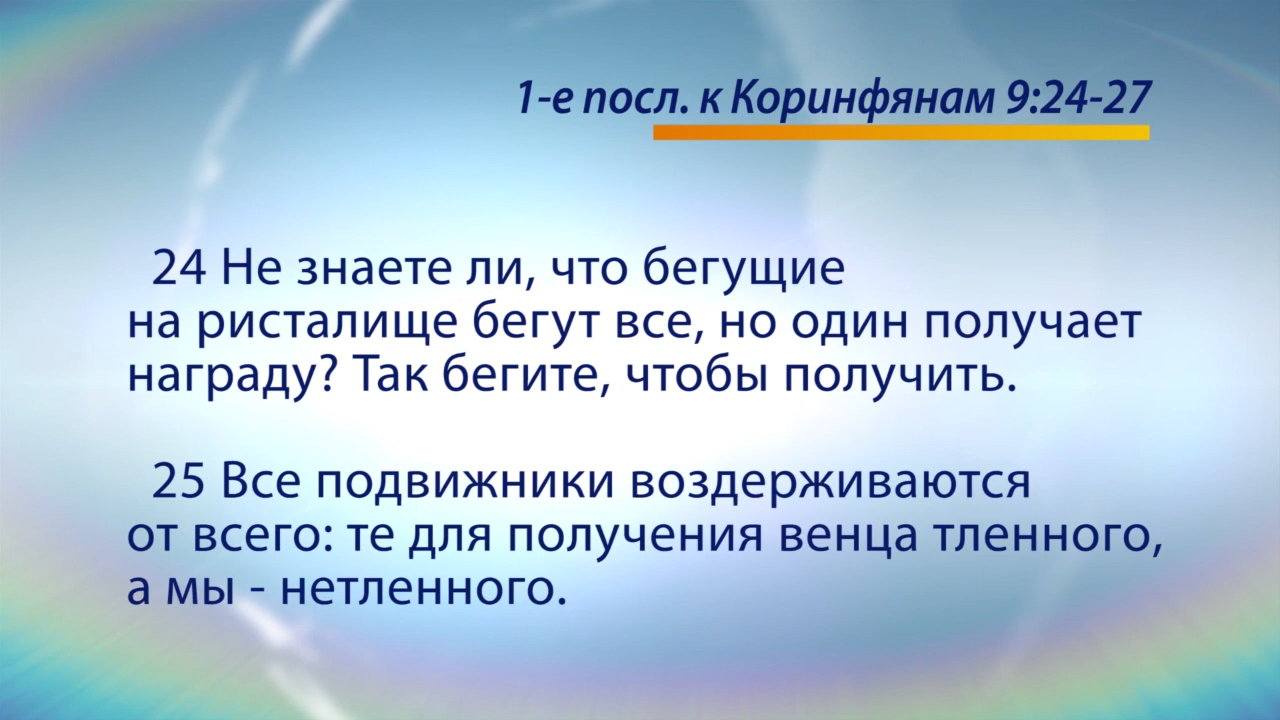 1-е посл. к Коринфянам 9:24-27
24 Не знаете ли, что бегущие
на ристалище бегут все, но один получает
награду? Так бегите, чтобы получить.
25 Все подвижники воздерживаются
от всего: те для получения венца тленного,
а мы - нетленного.